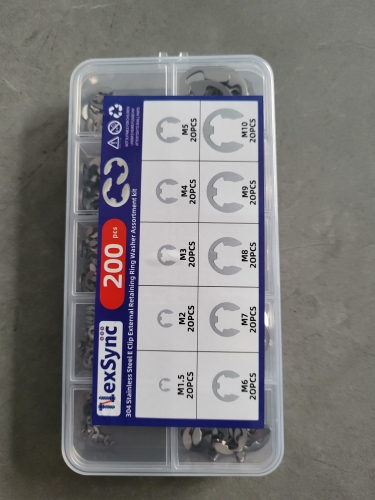 NexSync
200 pcs
304 Stainless Steel E Clip External Retaining Ring Washer Assortment kit
M1.5
20PCS
M2
20PCS
M3
20PCS
M4
20PCS
M5
20PCS
M6
20PCS
M7
20PCS
M8
20PCS
M9
20PCS
M10
20PCS